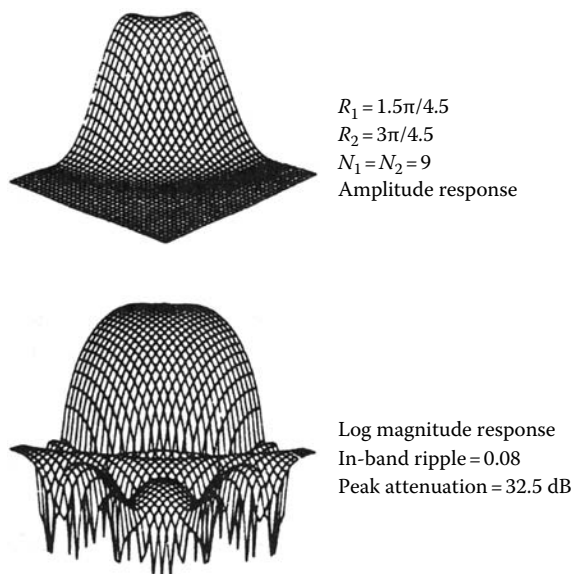 R₁ = 1.5π/4.5
R₂ = 3π/4.5
N₁ = N₂ = 9
Amplitude response
Log magnitude response
In-band ripple = 0.08
Peak attenuation = 32.5 dB